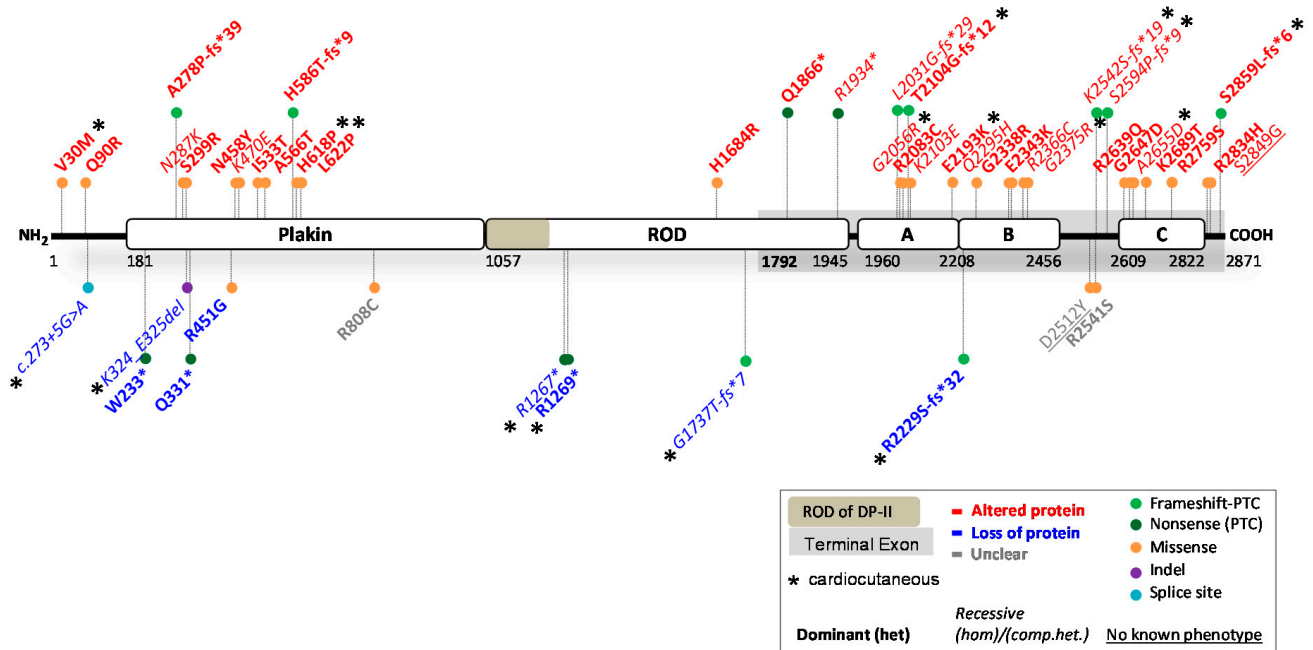 V30M *
Q90R
A278P-fs*39
N287K
S299R
N458Y
K470E
I533T
A566T
H586T-fs*9
H618P *
L622P *
H1684R
Q1866*
R1934*
L2031G-fs*29
T2104G-fs*12 *
G2056R
R2083C *
K2103E
E2193K *
Q2295H
G2338R
E2343K
R2366C
G2375R *
K2542S-fs*19 *
S2594P-fs*9 *
R2639Q
G2647D
A2655D
K2689T *
R2759S
R2834H
S2849G
S2859L-fs*6 *
NH2 Plakin ROD A B C COOH
1 181 1057 1792 1945 1960 2208 2456 2609 2822 2871
* c.273+5G>A
W233*
* K324_E325del
Q331*
R451G
R808C
* R1267*
* R1269*
* G1737T-fs*7
* R2229S-fs*32
D2512Y
R2541S
ROD of DP-II
Terminal Exon
* cardiocutaneous
Altered protein
Loss of protein
Unclear
Frameshift-PTC
Nonsense (PTC)
Missense
Indel
Splice site
Dominant (het)
Recessive
(hom)/(comp.het.)
No known phenotype